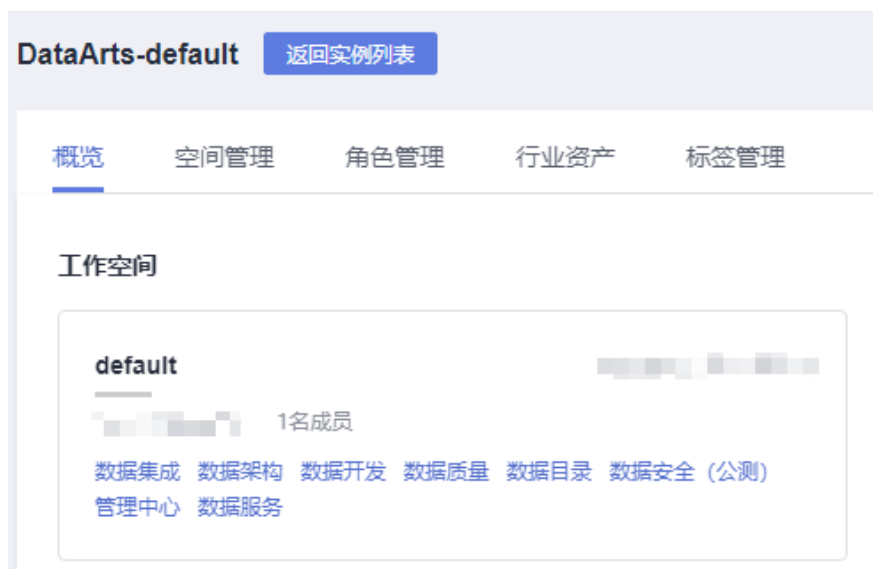 DataArts-default 返回实例列表
概览 空间管理 角色管理 行业资产 标签管理
工作空间
default
1名成员
数据集成 数据架构 数据开发 数据质量 数据目录 数据安全（公测）
管理中心 数据服务